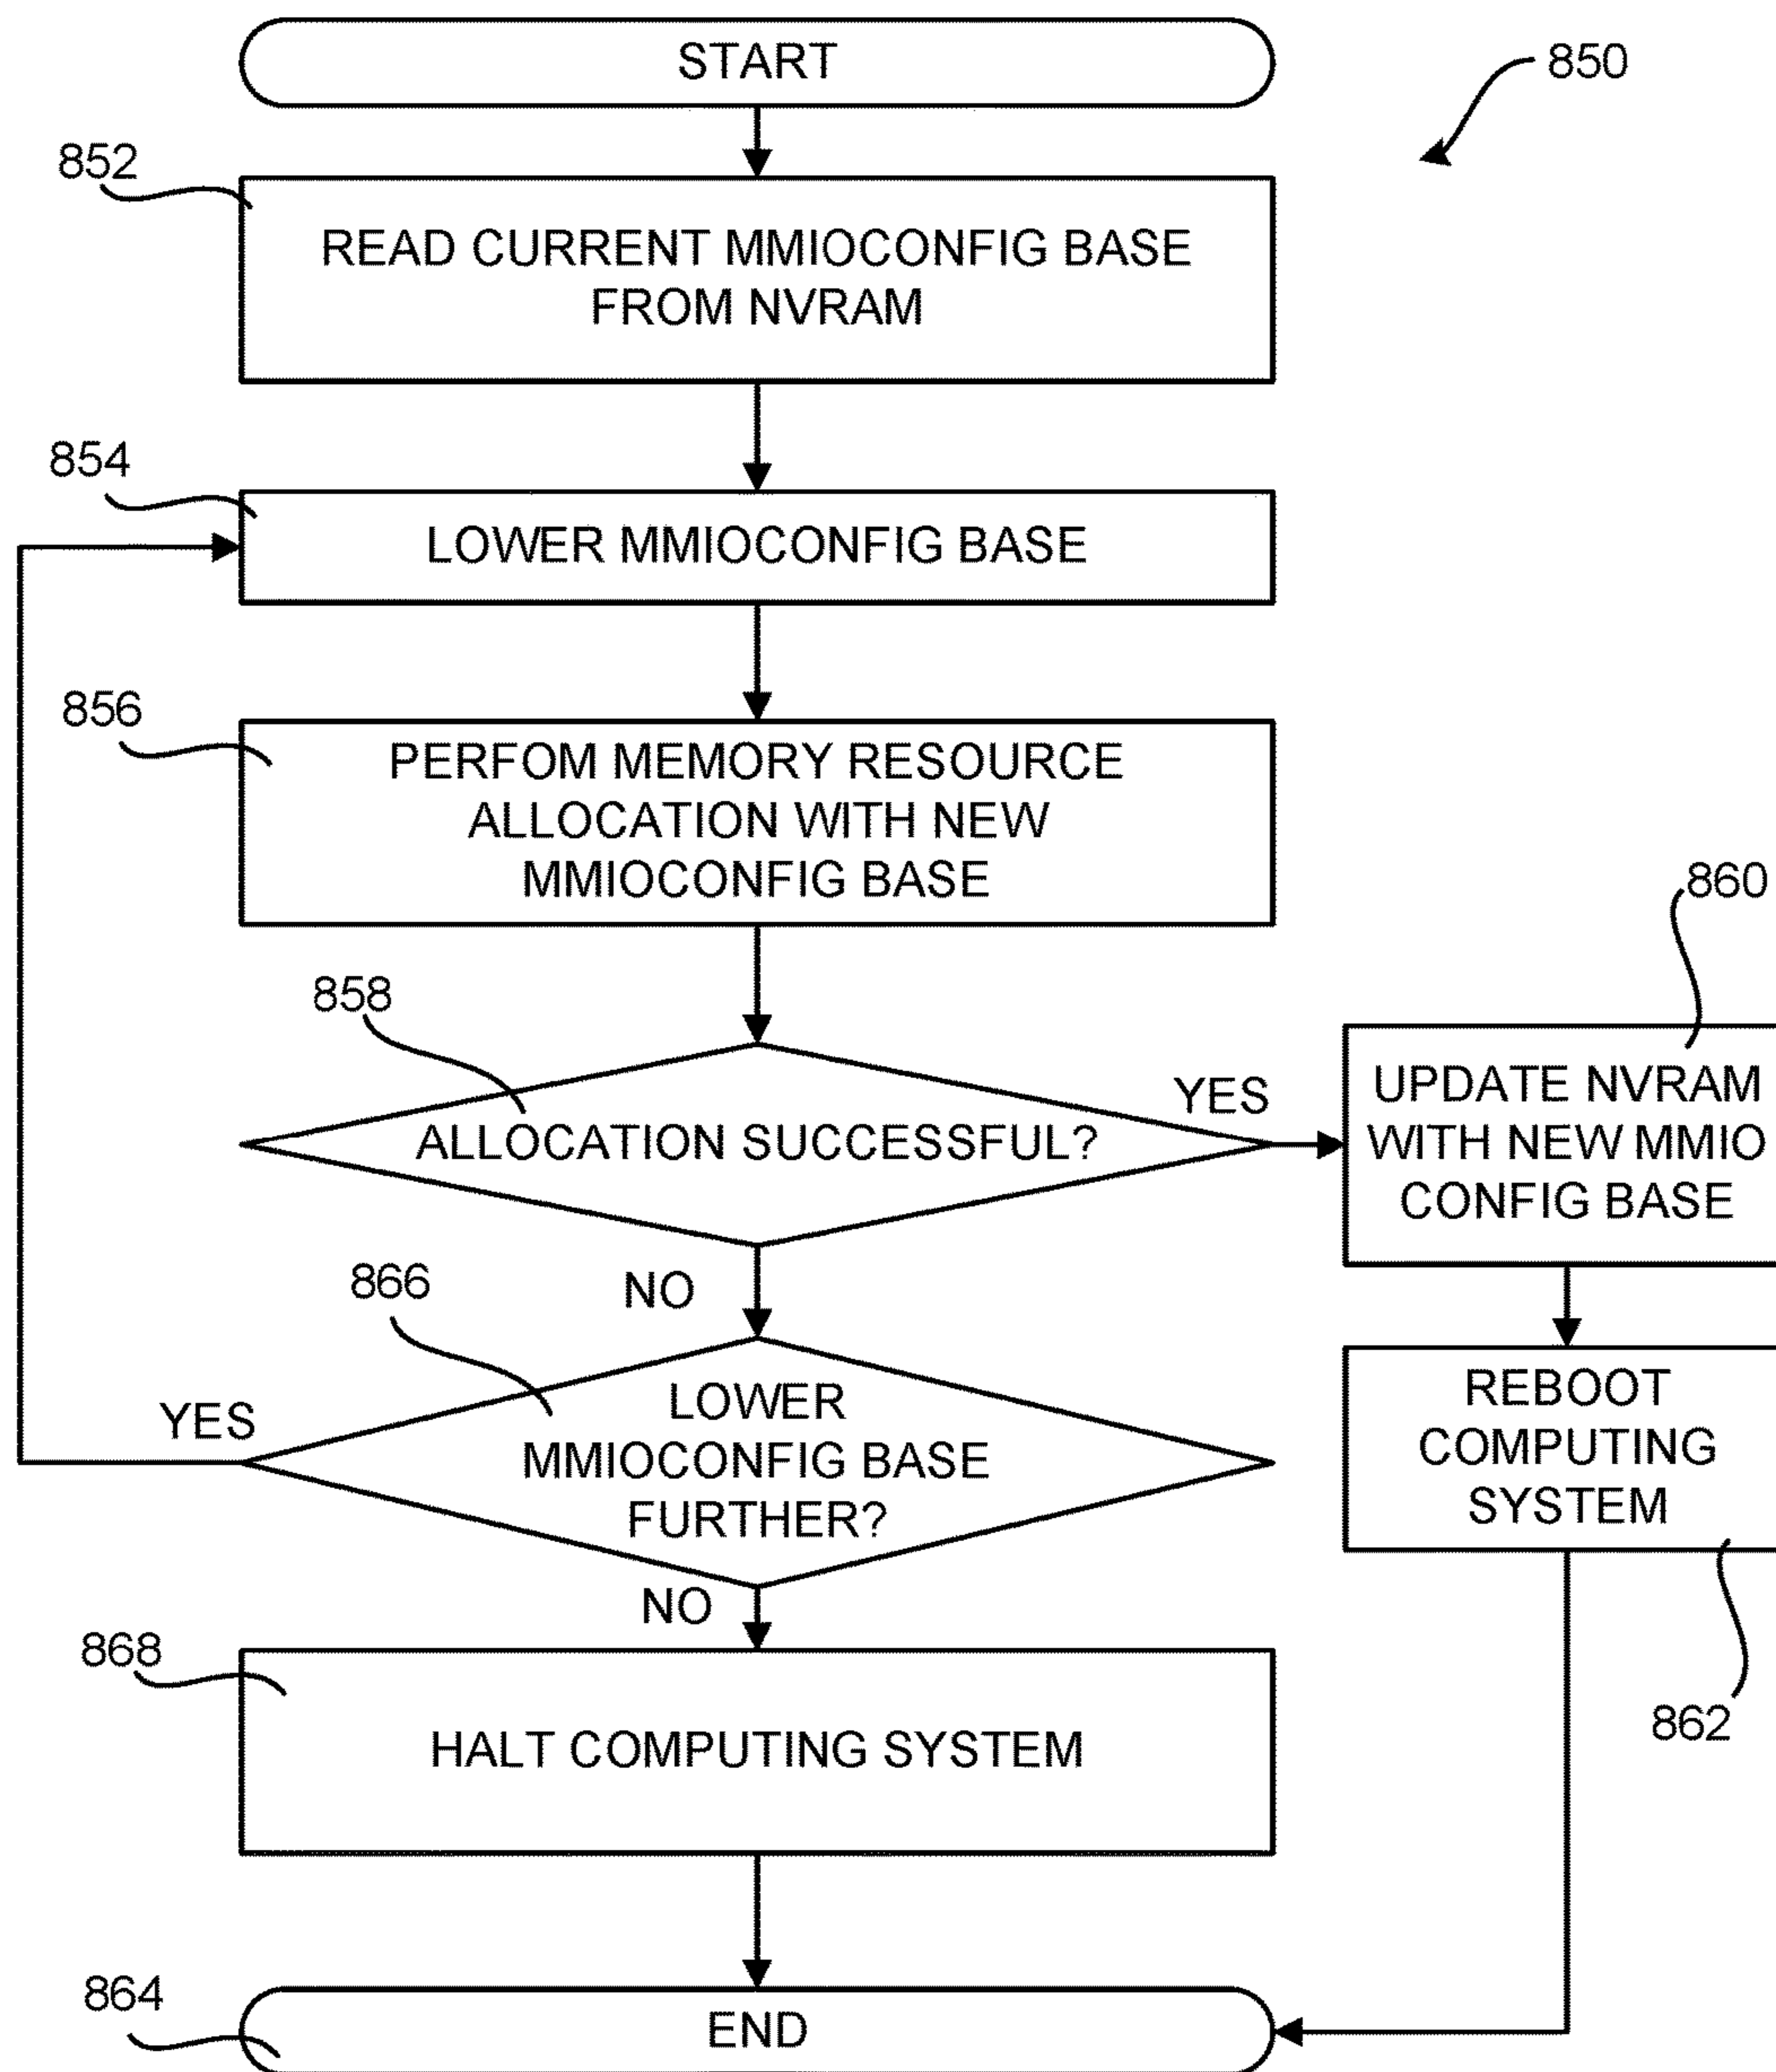 START
850
852
READ CURRENT MMIOCONFIG BASE
FROM NVRAM
854
LOWER MMIOCONFIG BASE
856
PERFOM MEMORY RESOURCE
ALLOCATION WITH NEW
MMIOCONFIG BASE
858
ALLOCATION SUCCESSFUL?
YES
860
UPDATE NVRAM
WITH NEW MMIO
CONFIG BASE
NO
866
LOWER
MMIOCONFIG BASE
FURTHER?
YES
REBOOT
COMPUTING
SYSTEM
862
NO
868
HALT COMPUTING SYSTEM
864
END